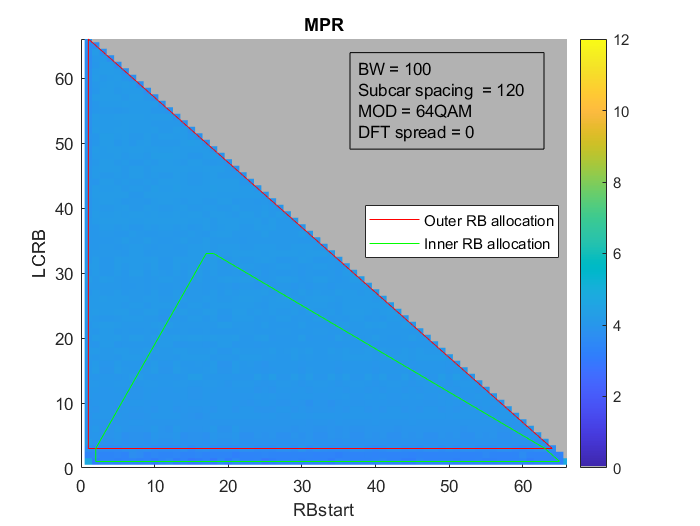 MPR
BW = 100
Subcar spacing = 120
MOD = 64QAM
DFT spread = 0
Outer RB allocation
Inner RB allocation
LCRB
60
50
40
30
20
10
0
0 10 20 30 40 50 60
RBstart
12
10
8
6
4
2
0